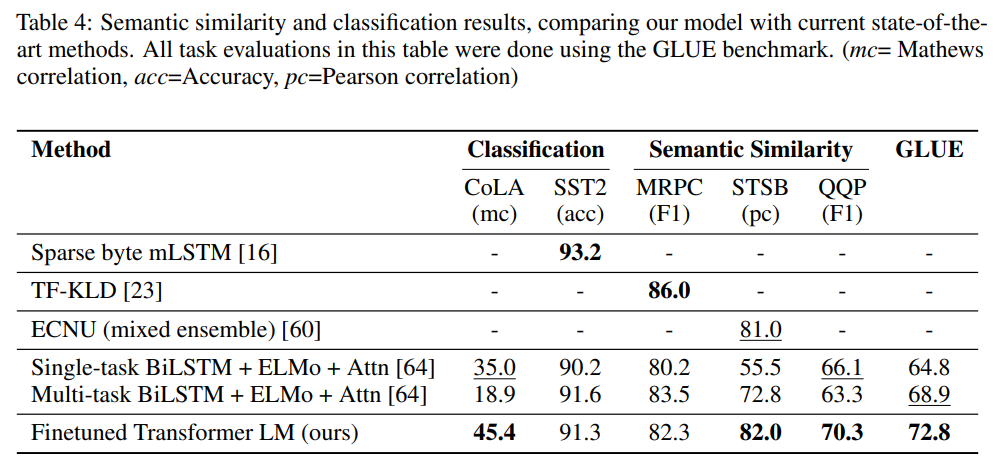 Table 4: Semantic similarity and classification results, comparing our model with current state-of-the-
art methods. All task evaluations in this table were done using the GLUE benchmark. (mc= Mathews
correlation, acc=Accuracy, pc=Pearson correlation)
Method Classification Semantic Similarity GLUE
CoLA SST2 MRPC STSB QQP
(mc) (acc) (F1) (pc) (F1)
Sparse byte mLSTM [16] - 93.2 - - - -
TF-KLD [23] - - 86.0 - - -
ECNU (mixed ensemble) [60] - - - 81.0 - -
Single-task BiLSTM + ELMo + Attn [64] 35.0 90.2 80.2 55.5 66.1 64.8
Multi-task BiLSTM + ELMo + Attn [64] 18.9 91.6 83.5 72.8 63.3 68.9
Finetuned Transformer LM (ours) 45.4 91.3 82.3 82.0 70.3 72.8